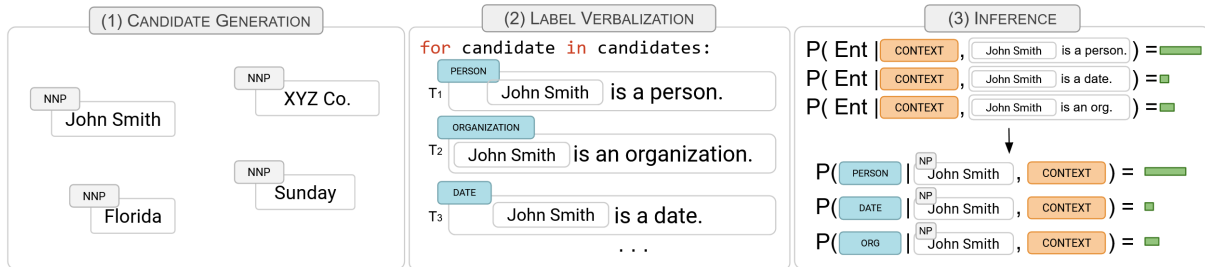 (1) CANDIDATE GENERATION
NNP
John Smith
NNP
XYZ Co.
NNP
Florida
NNP
Sunday
(2) LABEL VERBALIZATION
for candidate in candidates:
PERSON
T1 John Smith is a person.
ORGANIZATION
T2 John Smith is an organization.
DATE
T3 John Smith is a date.
. . .
(3) INFERENCE
P( Ent | CONTEXT , John Smith is a person. ) =
P( Ent | CONTEXT , John Smith is a date. ) =
P( Ent | CONTEXT , John Smith is an org. ) =
NP
P( PERSON | John Smith , CONTEXT ) =
NP
P( DATE | John Smith , CONTEXT ) =
NP
P( ORG | John Smith , CONTEXT ) =